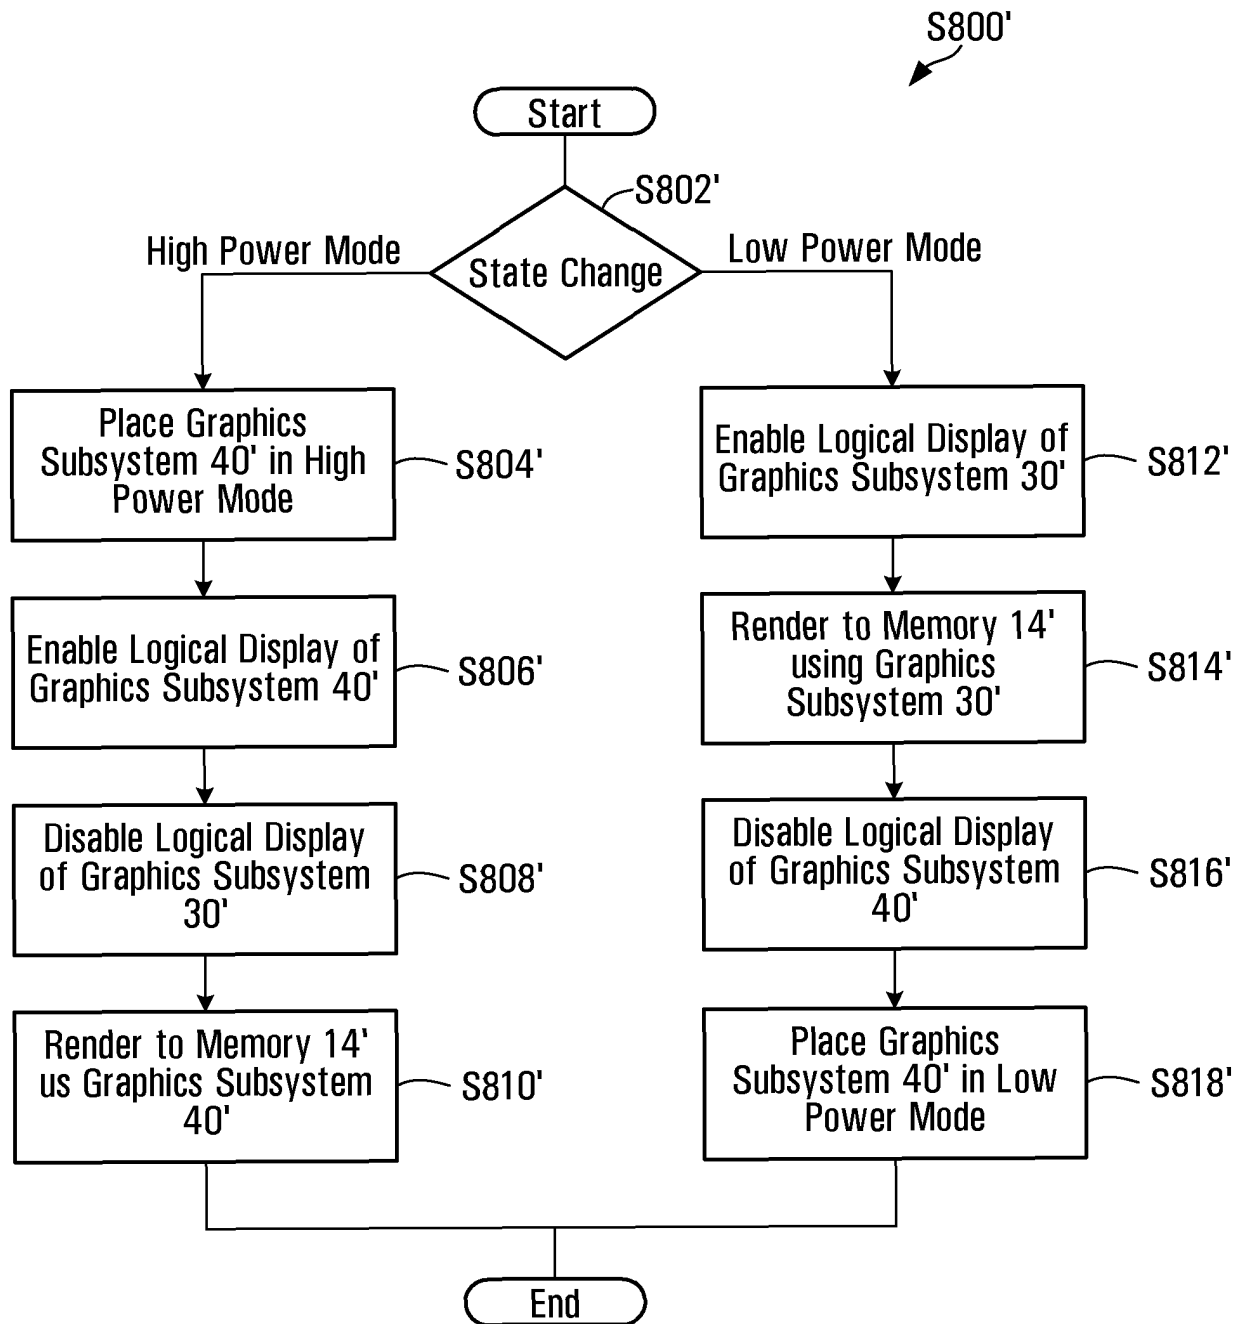 S800'
Start
S802'
High Power Mode
State Change
Low Power Mode
Place Graphics
Subsystem 40' in High
Power Mode
S804'
Enable Logical Display of
Graphics Subsystem 40'
S806'
Disable Logical Display
of Graphics Subsystem
30'
S808'
Render to Memory 14'
us Graphics Subsystem
40'
S810'
Enable Logical Display of
Graphics Subsystem 30'
S812'
Render to Memory 14'
using Graphics
Subsystem 30'
S814'
Disable Logical Display
of Graphics Subsystem
40'
S816'
Place Graphics
Subsystem 40' in Low
Power Mode
S818'
End